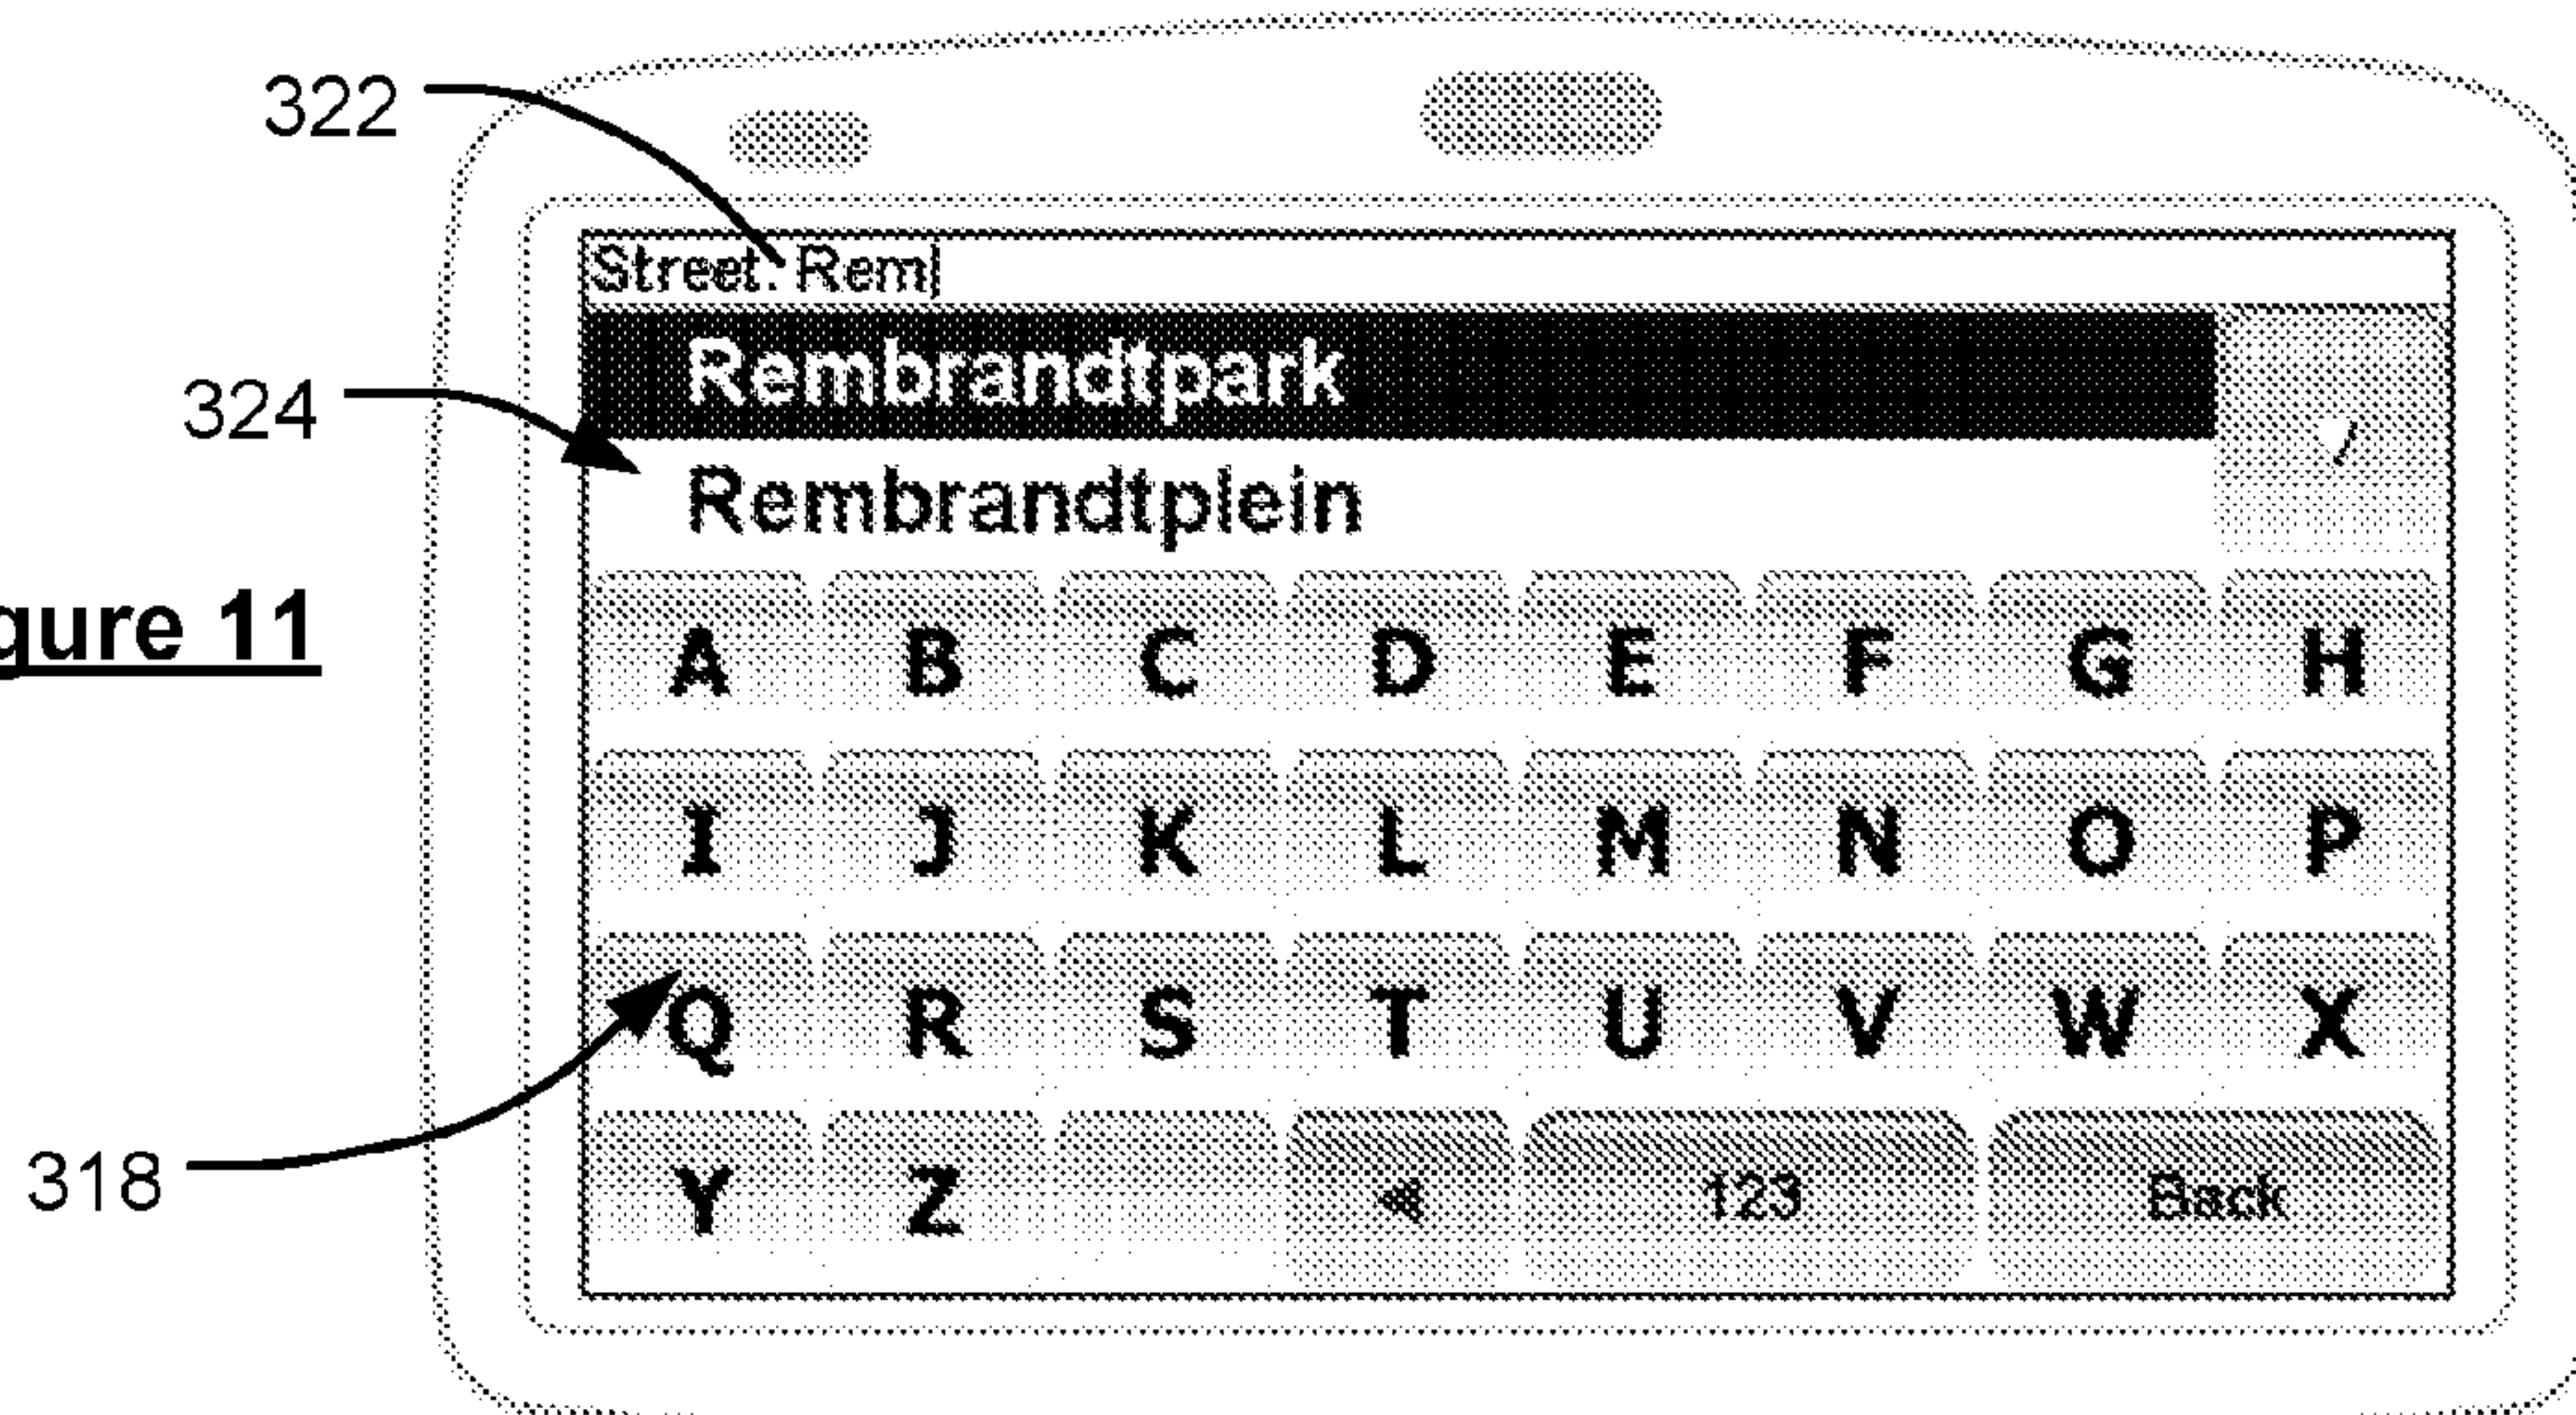 322
Street: Rem
Rembrandtpark
324
Rembrandtplein
gure 11
A B C D E F G H
I J K L M N O P
Q R S T U V W X
318
Y Z 123 Back